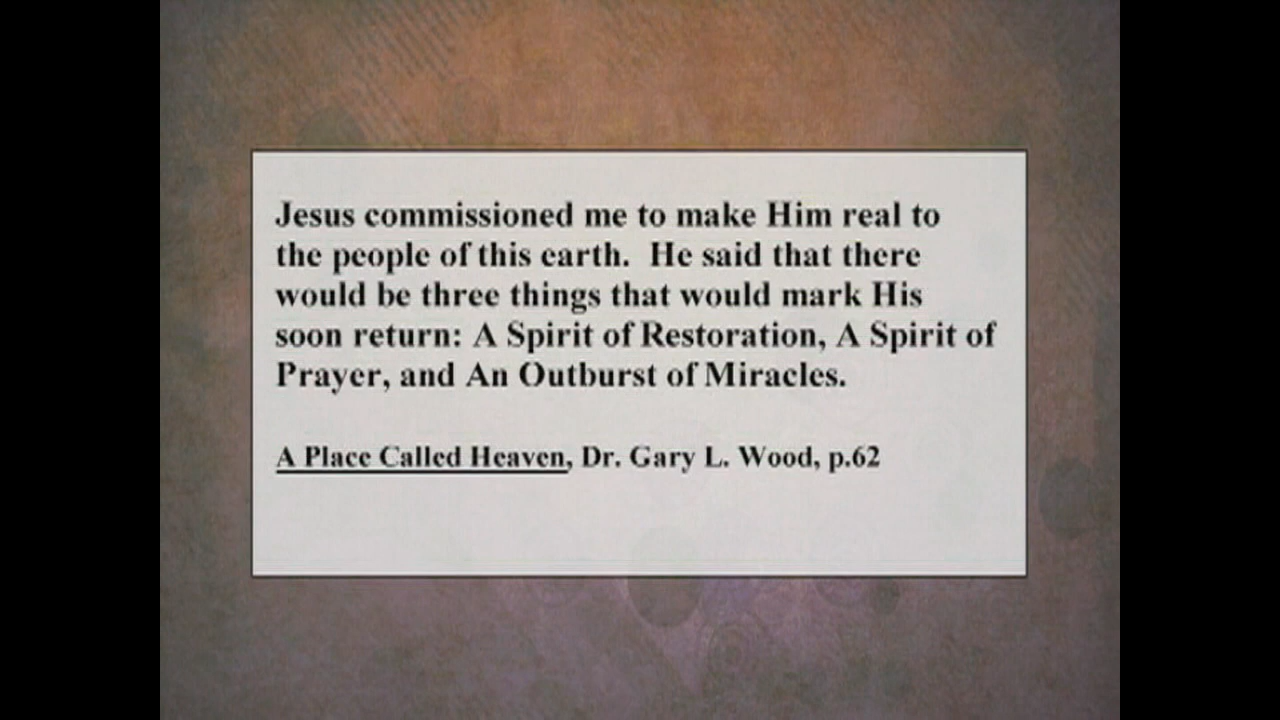 Jesus commissioned me to make Him real to
the people of this earth.  He said that there
would be three things that would mark His
soon return: A Spirit of Restoration, A Spirit of
Prayer, and An Outburst of Miracles.
A Place Called Heaven, Dr. Gary L. Wood, p.62